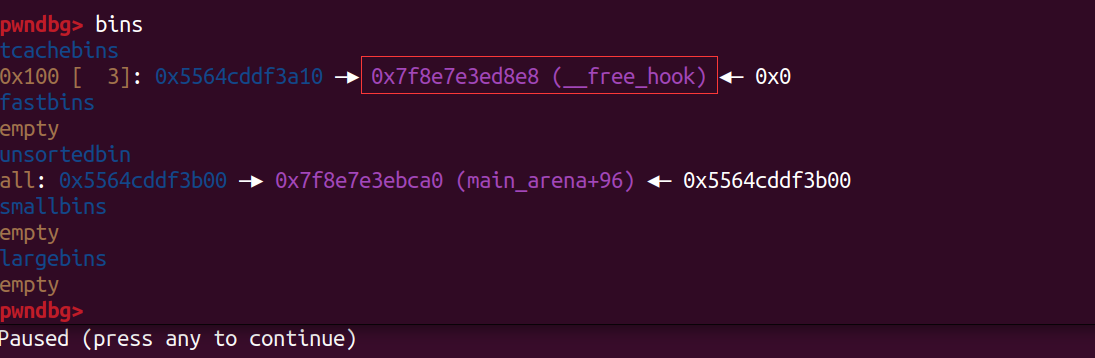 pwndbg> bins
tcachebins
0x100 [  3]: 0x5564cddf3a10 —▸ 0x7f8e7e3ed8e8 (__free_hook) ◂— 0x0
fastbins
empty
unsortedbin
all: 0x5564cddf3b00 —▸ 0x7f8e7e3ebca0 (main_arena+96) ◂— 0x5564cddf3b00
smallbins
empty
largebins
empty
pwndbg>
Paused (press any to continue)